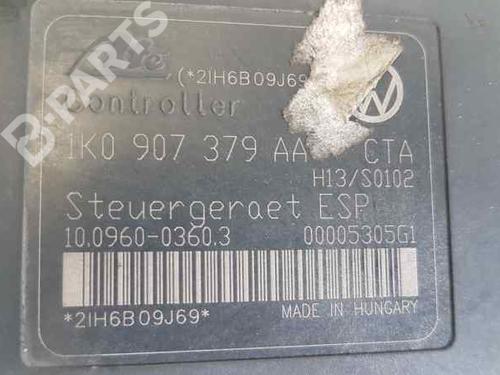 B-PARTS
Ate
(*2IH6B09J69
Controller
1K0 907 379 AA CTA
H13/S0102
Steuergeraet ESP
10.0960-0360.3 00005305G1
*2IH6B09J69* MADE IN HUNGARY